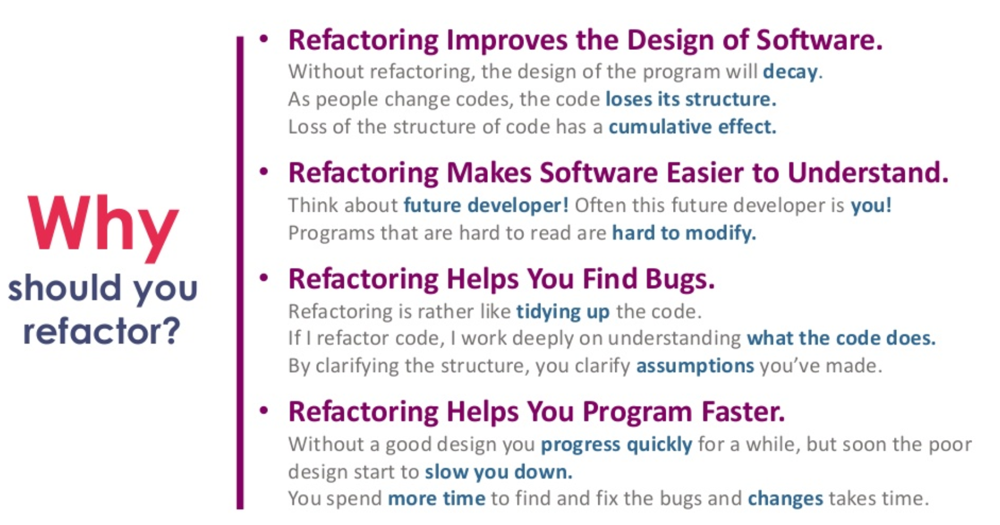 Why
should you
refactor?
• Refactoring Improves the Design of Software.
Without refactoring, the design of the program will decay.
As people change codes, the code loses its structure.
Loss of the structure of code has a cumulative effect.
• Refactoring Makes Software Easier to Understand.
Think about future developer! Often this future developer is you!
Programs that are hard to read are hard to modify.
• Refactoring Helps You Find Bugs.
Refactoring is rather like tidying up the code.
If I refactor code, I work deeply on understanding what the code does.
By clarifying the structure, you clarify assumptions you’ve made.
• Refactoring Helps You Program Faster.
Without a good design you progress quickly for a while, but soon the poor
design start to slow you down.
You spend more time to find and fix the bugs and changes takes time.